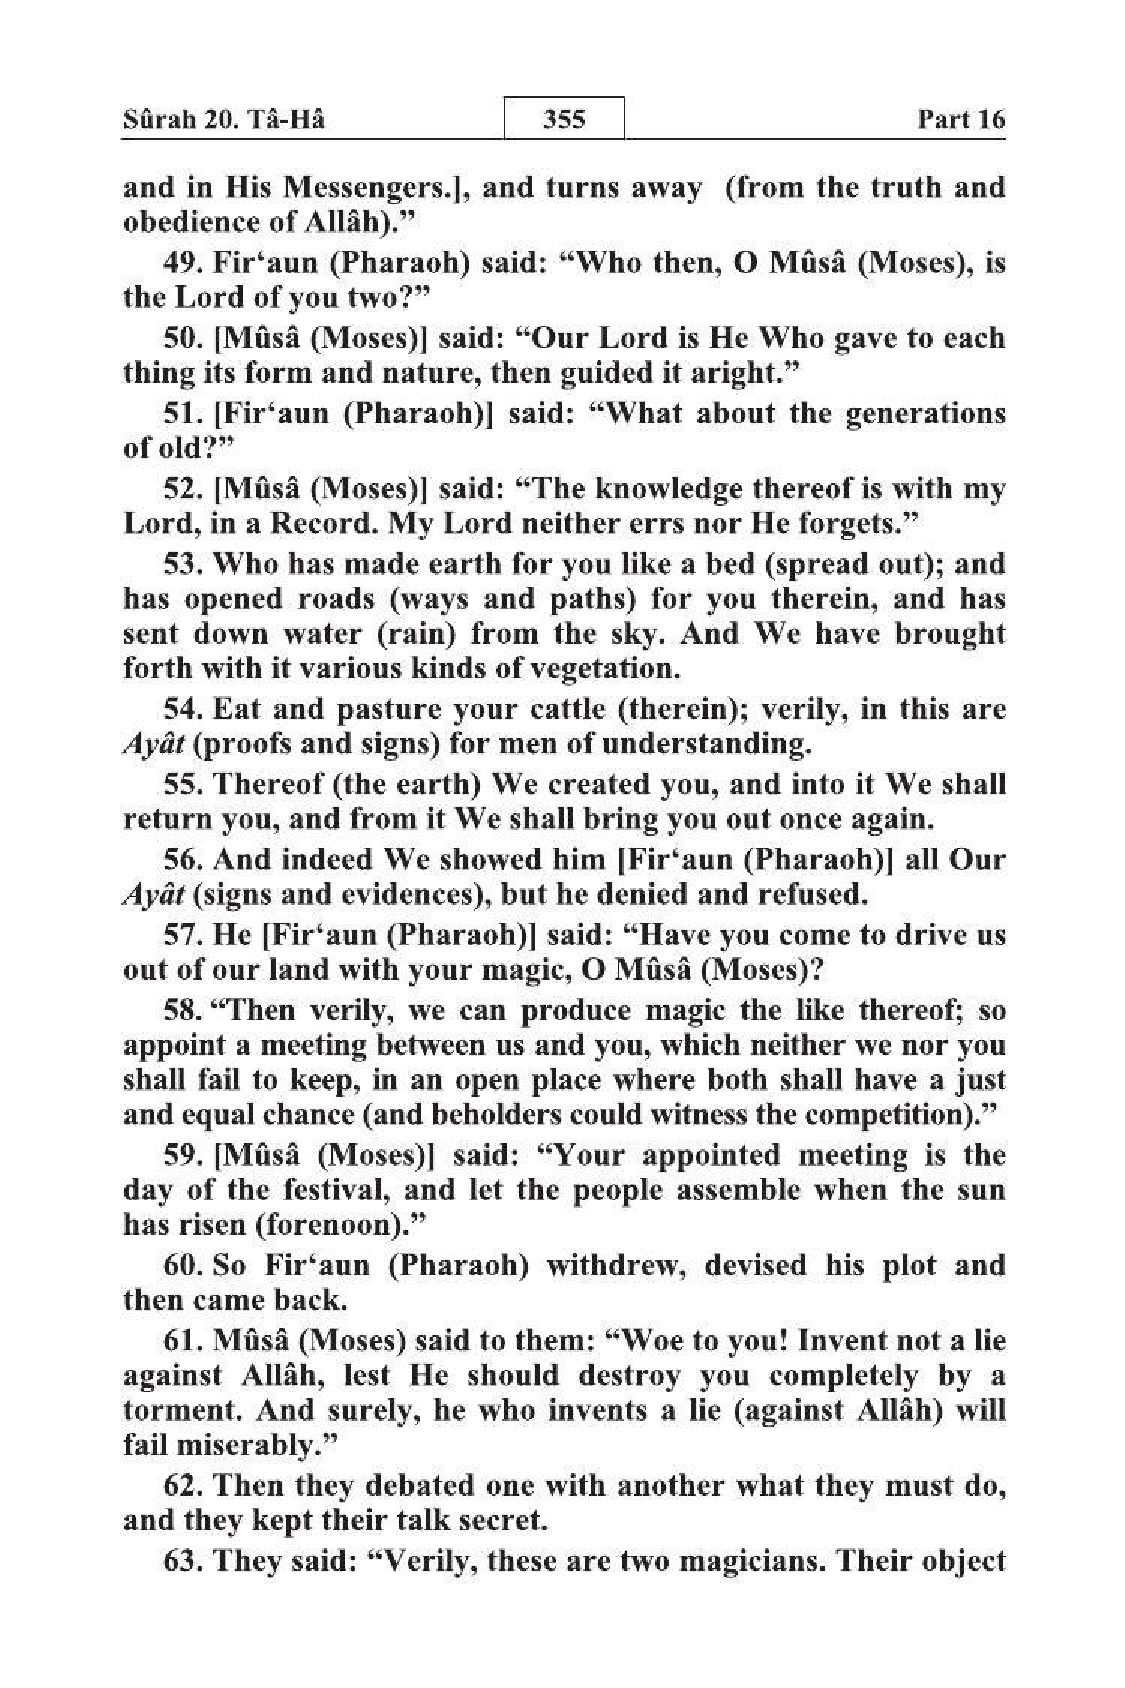 Sûrah 20. Tâ-Hâ 355 Part 16
and in His Messengers.], and turns away (from the truth and
obedience of Allâh).”
49. Fir‘aun (Pharaoh) said: “Who then, O Mûsâ (Moses), is
the Lord of you two?”
50. [Mûsâ (Moses)] said: “Our Lord is He Who gave to each
thing its form and nature, then guided it aright.”
51. [Fir‘aun (Pharaoh)] said: “What about the generations
of old?”
52. [Mûsâ (Moses)] said: “The knowledge thereof is with my
Lord, in a Record. My Lord neither errs nor He forgets.”
53. Who has made earth for you like a bed (spread out); and
has opened roads (ways and paths) for you therein, and has
sent down water (rain) from the sky. And We have brought
forth with it various kinds of vegetation.
54. Eat and pasture your cattle (therein); verily, in this are
Ayât (proofs and signs) for men of understanding.
55. Thereof (the earth) We created you, and into it We shall
return you, and from it We shall bring you out once again.
56. And indeed We showed him [Fir‘aun (Pharaoh)] all Our
Ayât (signs and evidences), but he denied and refused.
57. He [Fir‘aun (Pharaoh)] said: “Have you come to drive us
out of our land with your magic, O Mûsâ (Moses)?
58. “Then verily, we can produce magic the like thereof; so
appoint a meeting between us and you, which neither we nor you
shall fail to keep, in an open place where both shall have a just
and equal chance (and beholders could witness the competition).”
59. [Mûsâ (Moses)] said: “Your appointed meeting is the
day of the festival, and let the people assemble when the sun
has risen (forenoon).”
60. So Fir‘aun (Pharaoh) withdrew, devised his plot and
then came back.
61. Mûsâ (Moses) said to them: “Woe to you! Invent not a lie
against Allâh, lest He should destroy you completely by a
torment. And surely, he who invents a lie (against Allâh) will
fail miserably.”
62. Then they debated one with another what they must do,
and they kept their talk secret.
63. They said: “Verily, these are two magicians. Their object